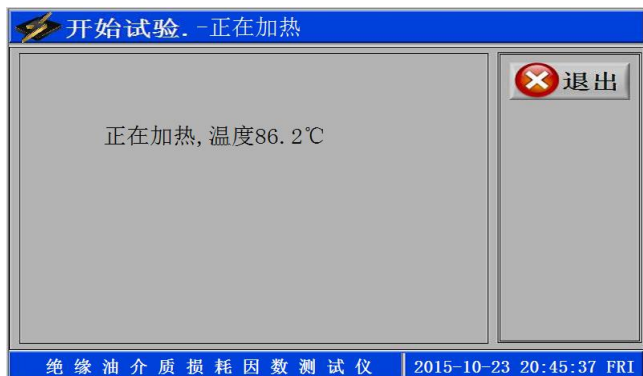 开始试验.-正在加热
退出
正在加热,温度86.2℃
绝缘油介质损耗因数测试仪
2015-10-23 20:45:37 FRI